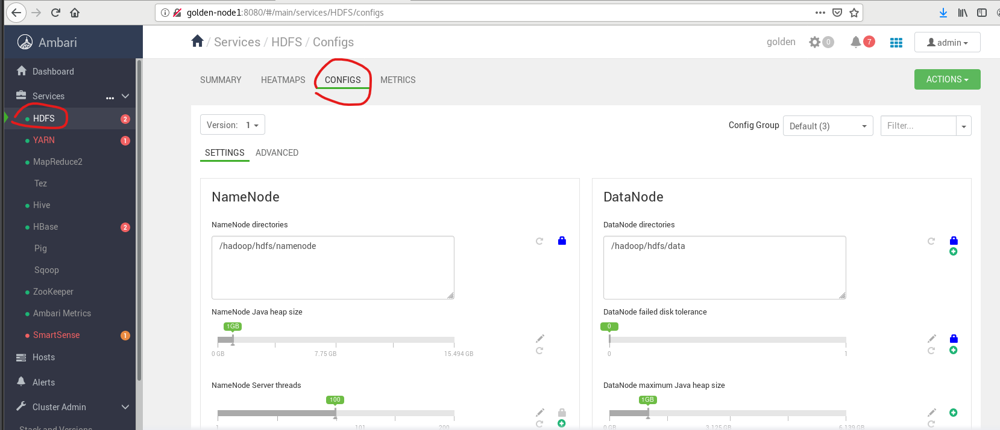 golden-node1:8080/#/main/services/HDFS/configs
Ambari
/ Services / HDFS / Configs
golden
0
7
admin
Dashboard
Services
HDFS 2
YARN 1
MapReduce2
Tez
Hive
HBase 2
Pig
Sqoop
ZooKeeper
Ambari Metrics
SmartSense 1
Hosts
Alerts
Cluster Admin
Stack and Versions
SUMMARY HEATMAPS CONFIGS METRICS
ACTIONS
Version: 1
Config Group Default (3) Filter...
SETTINGS ADVANCED
NameNode
NameNode directories
/hadoop/hdfs/namenode
NameNode Java heap size
1GB
0 GB 7.75 GB 15.494 GB
NameNode Server threads
100
1 101 200
DataNode
DataNode directories
/hadoop/hdfs/data
DataNode failed disk tolerance
0
0 1
DataNode maximum Java heap size
1GB
0 GB 3.125 GB 6.139 GB